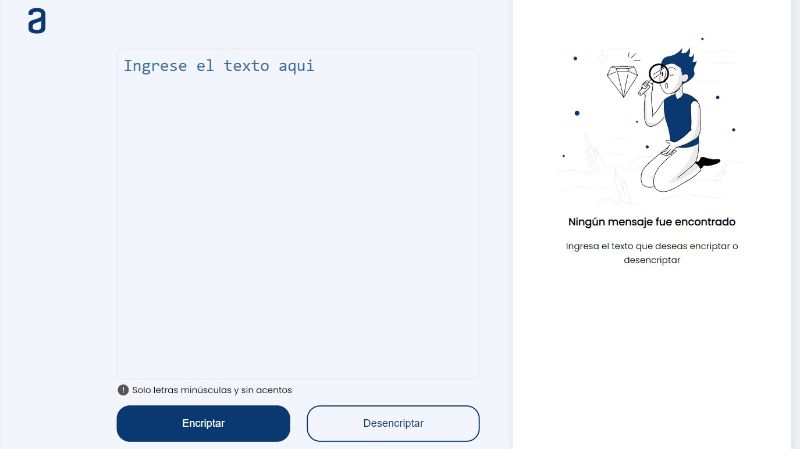 a
Ingrese el texto aqui
Solo letras minúsculas y sin acentos
Encriptar
Desencriptar
Ningún mensaje fue encontrado
Ingresa el texto que deseas encriptar o
desencriptar